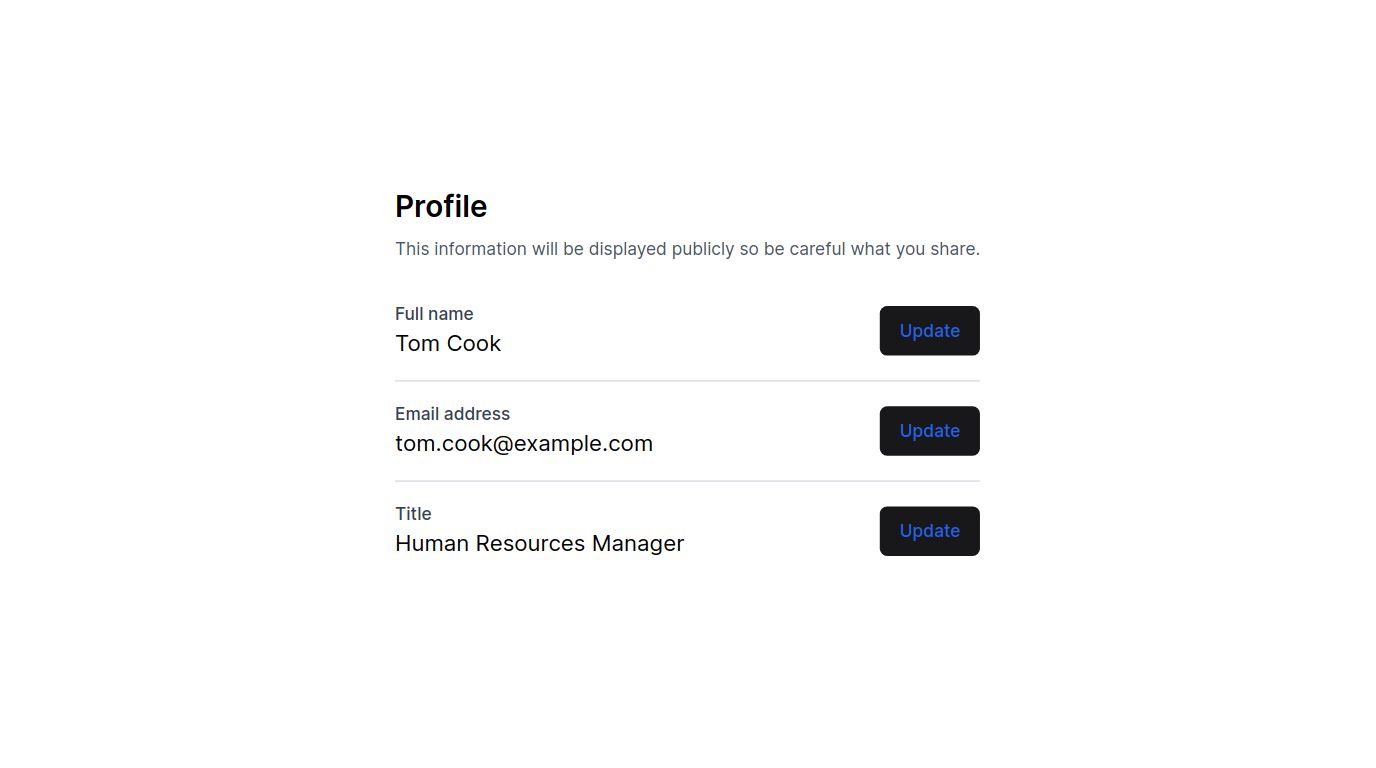 Profile
This information will be displayed publicly so be careful what you share.
Full name
Tom Cook
Update
Email address
tom.cook@example.com
Update
Title
Human Resources Manager
Update